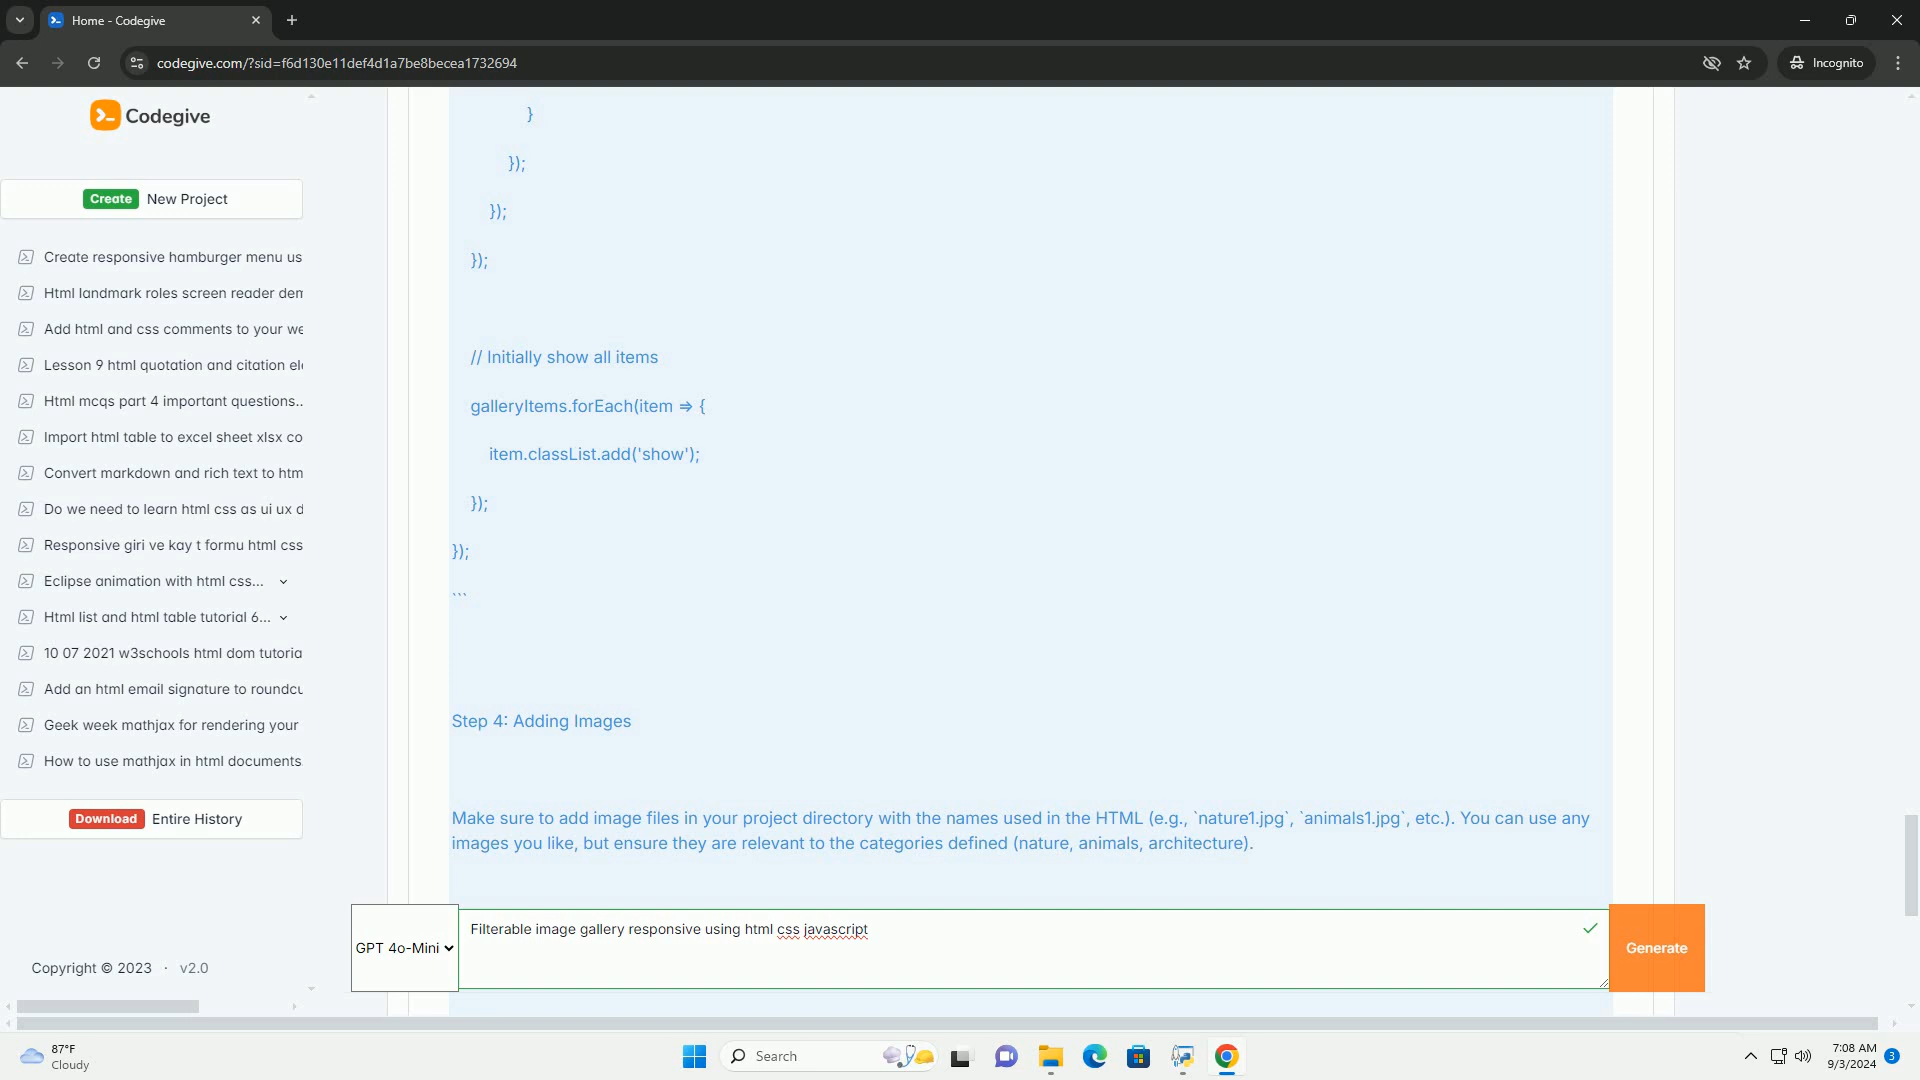 Home - Codegive
codegive.com/?sid=f6d130e11def4d1a7be8becea1732694
Incognito
Codegive
Create New Project
Create responsive hamburger menu us
Html landmark roles screen reader dem
Add html and css comments to your we
Lesson 9 html quotation and citation ele
Html mcqs part 4 important questions...
Import html table to excel sheet xlsx co
Convert markdown and rich text to htm
Do we need to learn html css as ui ux d
Responsive giri ve kay t formu html css
Eclipse animation with html css...
Html list and html table tutorial 6...
10 07 2021 w3schools html dom tutoria
Add an html email signature to roundcu
Geek week mathjax for rendering your
How to use mathjax in html documents
Download Entire History
Copyright © 2023 · v2.0
}
});
});
});
// Initially show all items
galleryItems.forEach(item => {
item.classList.add('show');
});
});
```
Step 4: Adding Images
Make sure to add image files in your project directory with the names used in the HTML (e.g., `nature1.jpg`, `animals1.jpg`, etc.). You can use any
images you like, but ensure they are relevant to the categories defined (nature, animals, architecture).
GPT 4o-Mini
Filterable image gallery responsive using html css javascript
Generate
87°F
Cloudy
Search
7:08 AM
9/3/2024
3